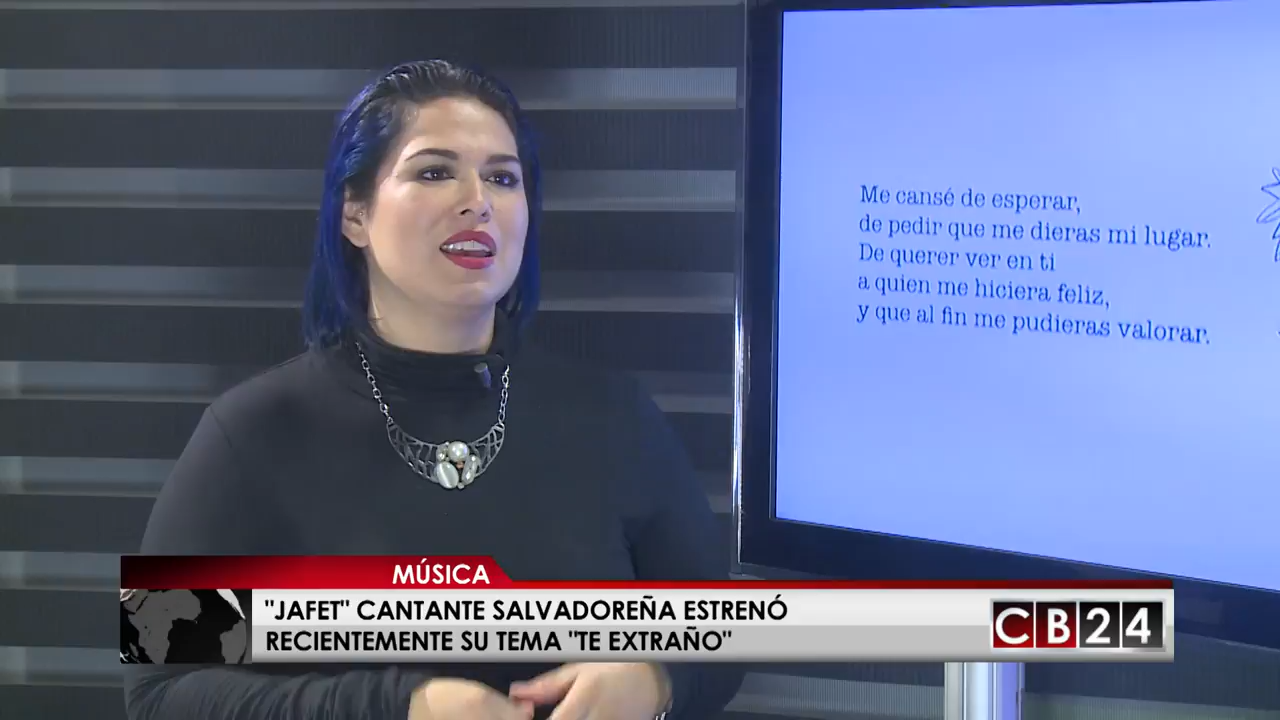 Me cansé de esperar,
de pedir que me dieras mi lugar.
De querer ver en ti
a quien me hiciera feliz,
y que al fin me pudieras valorar.
MÚSICA
"JAFET" CANTANTE SALVADOREÑA ESTRENÓ
RECIENTEMENTE SU TEMA "TE EXTRAÑO"
CB24